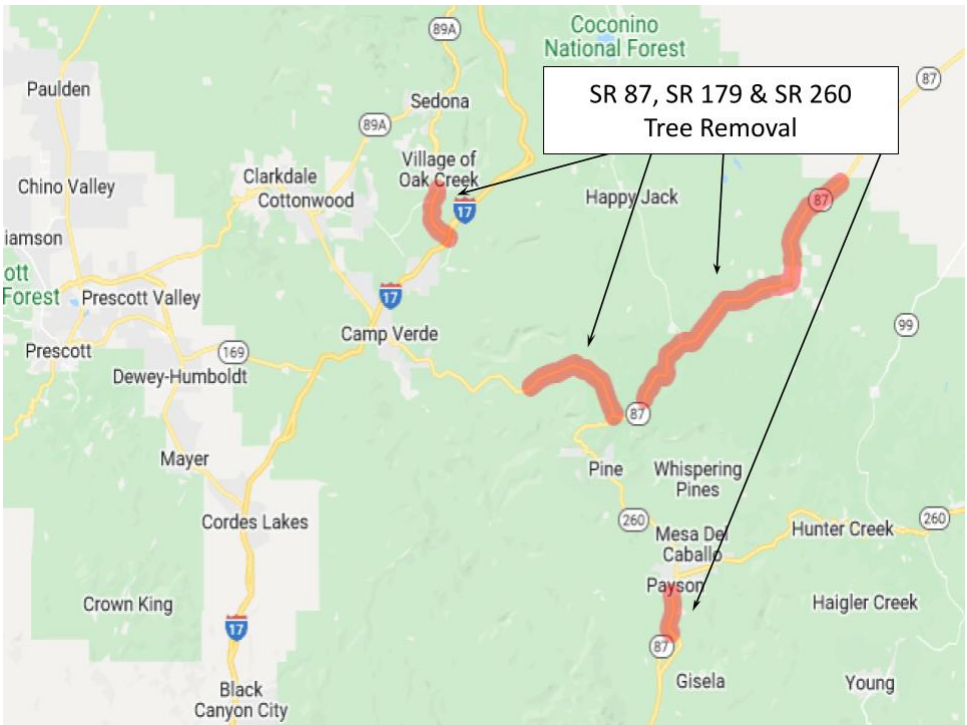 89A
Coconino
National Forest
87
Paulden
SR 87, SR 179 & SR 260
Tree Removal
Sedona
89A
Village of
Oak Creek
Clarkdale
Cottonwood
Chino Valley
Happy Jack
87
17
iamson
ott
Forest
Prescott Valley
17
99
Camp Verde
Prescott
169
Dewey-Humboldt
87
Mayer
Pine
Whispering
Pines
Cordes Lakes
260
Mesa Del
Caballo
Hunter Creek
260
Payson
Crown King
Haigler Creek
17
87
Gisela
Young
Black
Canyon City